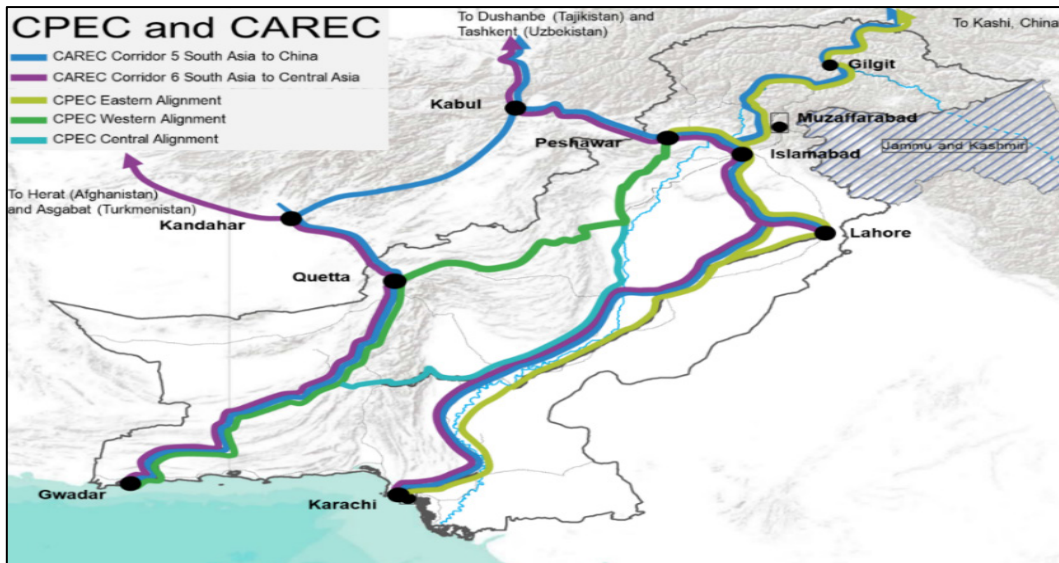 CPEC and CAREC
CAREC Corridor 5 South Asia to China
CAREC Corridor 6 South Asia to Central Asia
CPEC Eastern Alignment
CPEC Western Alignment
CPEC Central Alignment
To Dushanbe (Tajikistan) and
Tashkent (Uzbekistan)
To Kashi, China
Gilgit
Kabul
Muzaffarabad
Peshawar
Islamabad
Jammu and Kashmir
To Herat (Afghanistan)
and Asgabat (Turkmenistan)
Kandahar
Lahore
Quetta
Gwadar
Karachi